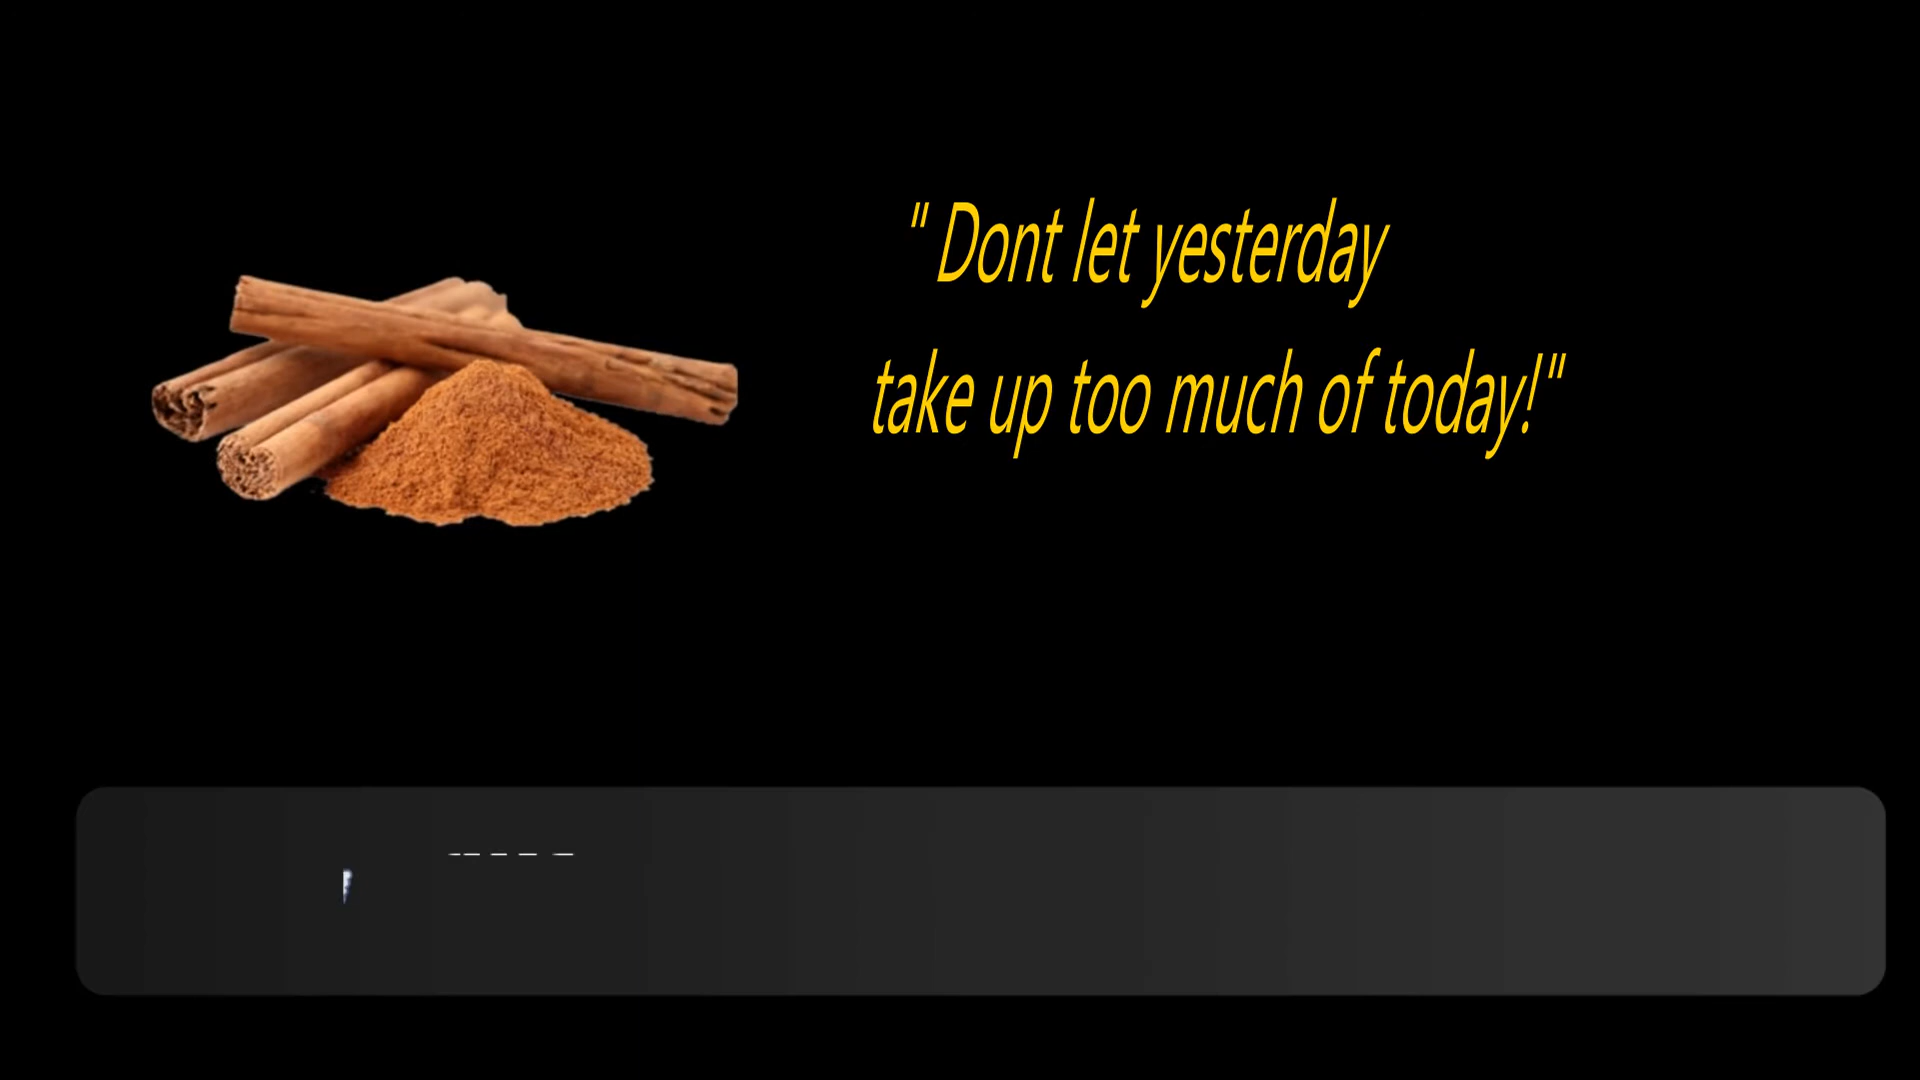 " Dont let yesterday
take up too much of today!"